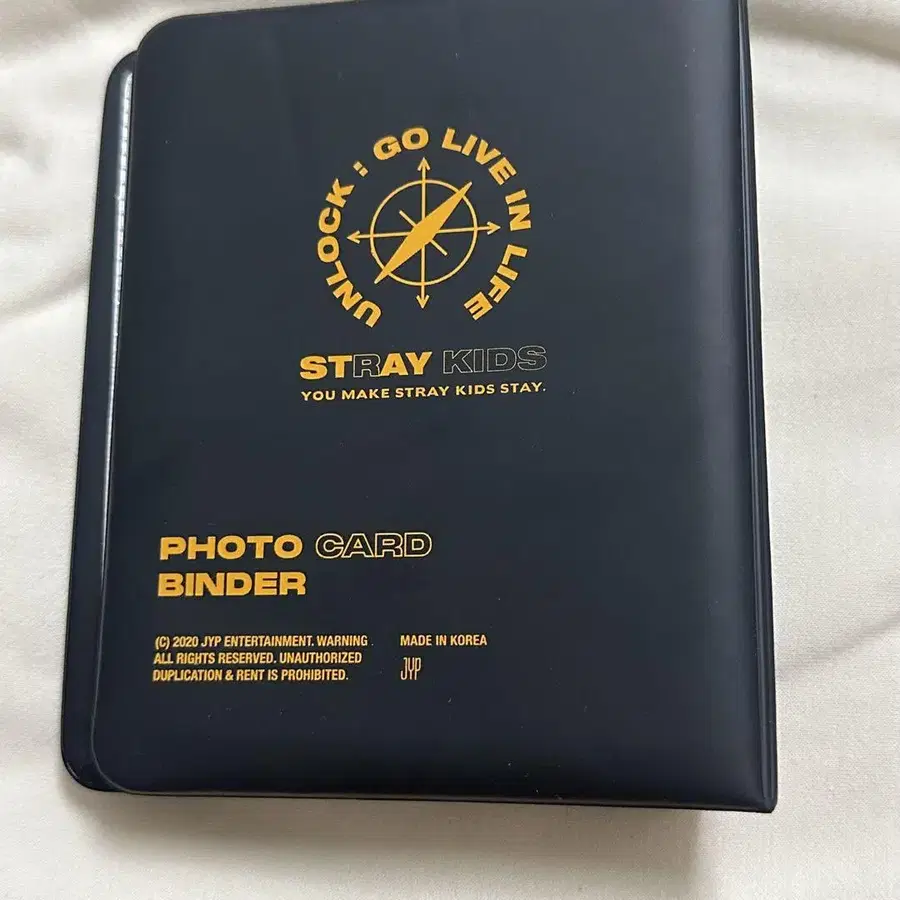 UNLOCK : GO LIVE IN LIFE
STRAY KIDS
YOU MAKE STRAY KIDS STAY.
PHOTO CARD
BINDER
(C) 2020 JYP ENTERTAINMENT. WARNING
ALL RIGHTS RESERVED. UNAUTHORIZED
DUPLICATION & RENT IS PROHIBITED.
MADE IN KOREA
JYP